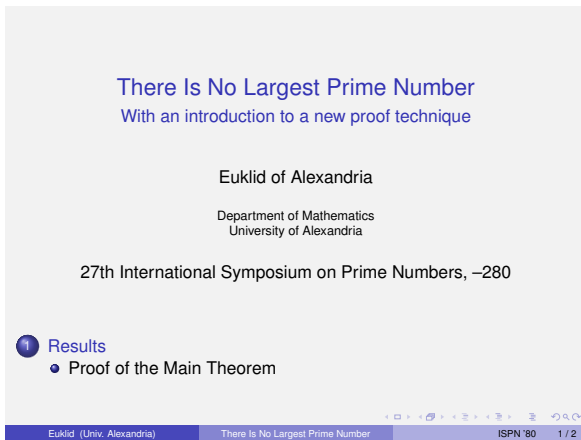 There Is No Largest Prime Number
With an introduction to a new proof technique
Euklid of Alexandria
Department of Mathematics
University of Alexandria
27th International Symposium on Prime Numbers, –280
1 Results
Proof of the Main Theorem
Euklid (Univ. Alexandria) There Is No Largest Prime Number ISPN ’80 1 / 2